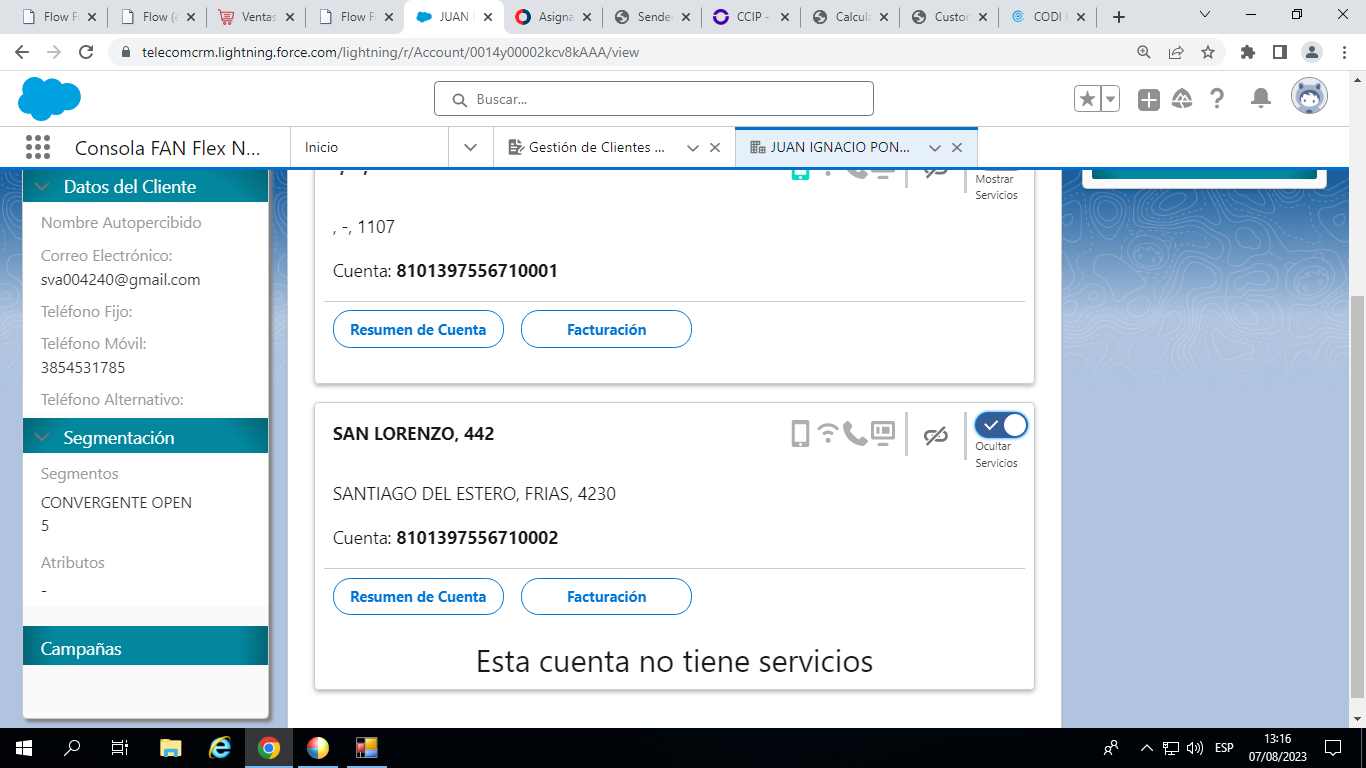 Flow F
Flow (e
Ventas
Flow F
JUAN
Asigna
Sende
CCIP -
Calcula
Custor
CODI
telecomcrm.lightning.force.com/lightning/r/Account/0014y00002kcv8kAAA/view
Buscar...
Consola FAN Flex N...
Inicio
Gestión de Clientes ...
JUAN IGNACIO PON...
Datos del Cliente
Nombre Autopercibido
Correo Electrónico:
sva004240@gmail.com
Teléfono Fijo:
Teléfono Móvil:
3854531785
Teléfono Alternativo:
Segmentación
Segmentos
CONVERGENTE OPEN
5
Atributos
-
Campañas
Mostrar
Servicios
, -, 1107
Cuenta: 8101397556710001
Resumen de Cuenta
Facturación
SAN LORENZO, 442
Ocultar
Servicios
SANTIAGO DEL ESTERO, FRIAS, 4230
Cuenta: 8101397556710002
Resumen de Cuenta
Facturación
Esta cuenta no tiene servicios
ESP
13:16
07/08/2023